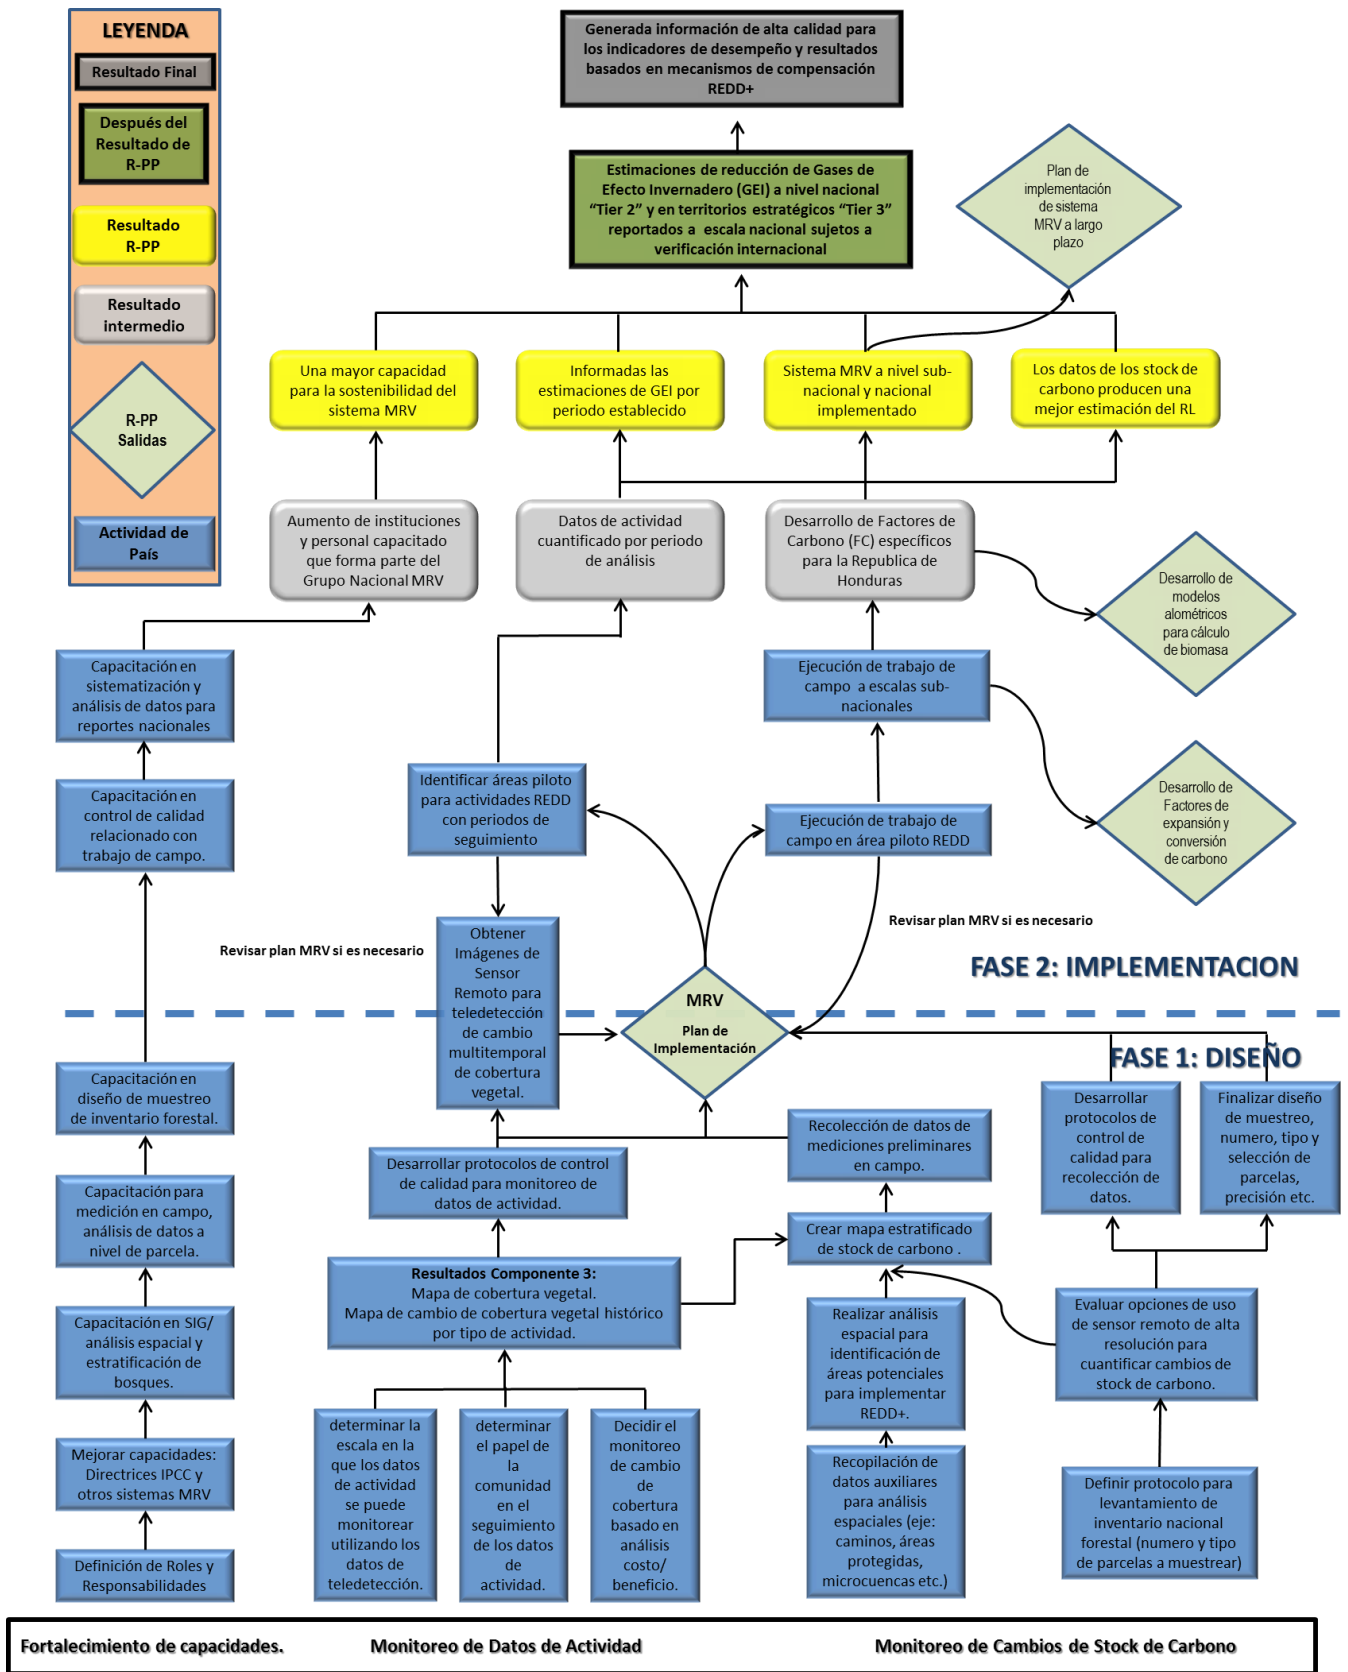 LEYENDA
Resultado Final
Después del
Resultado de
R-PP
Resultado
R-PP
Resultado
intermedio
R-PP
Salidas
Actividad de
País
Generada información de alta calidad para
los indicadores de desempeño y resultados
basados en mecanismos de compensación
REDD+
Estimaciones de reducción de Gases de
Efecto Invernadero (GEI) a nivel nacional
“Tier 2” y en territorios estratégicos “Tier 3”
reportados a escala nacional sujetos a
verificación internacional
Plan de
implementación
de sistema
MRV a largo
plazo
Una mayor capacidad
para la sostenibilidad del
sistema MRV
Informadas las
estimaciones de GEI por
periodo establecido
Sistema MRV a nivel sub-
nacional y nacional
implementado
Los datos de los stock de
carbono producen una
mejor estimación del RL
Aumento de instituciones
y personal capacitado
que forma parte del
Grupo Nacional MRV
Datos de actividad
cuantificado por periodo
de análisis
Desarrollo de Factores de
Carbono (FC) específicos
para la Republica de
Honduras
Desarrollo de
modelos
alométricos
para cálculo
de biomasa
Capacitación en
sistematización y
análisis de datos para
reportes nacionales
Ejecución de trabajo de
campo a escalas sub-
nacionales
Capacitación en
control de calidad
relacionado con
trabajo de campo.
Identificar áreas piloto
para actividades REDD
con periodos de
seguimiento
Ejecución de trabajo de
campo en área piloto REDD
Desarrollo de
Factores de
expansión y
conversión
de carbono
Revisar plan MRV si es necesario
Obtener
Imágenes de
Sensor
Remoto para
teledetección
de cambio
multitemporal
de cobertura
vegetal.
Revisar plan MRV si es necesario
FASE 2: IMPLEMENTACION
MRV
Plan de
Implementación
FASE 1: DISEÑO
Capacitación en
diseño de muestreo
de inventario forestal.
Recolección de datos de
mediciones preliminares
en campo.
Desarrollar
protocolos de
control de
calidad para
recolección de
datos.
Finalizar diseño
de muestreo,
numero, tipo y
selección de
parcelas,
precisión etc.
Desarrollar protocolos de control
de calidad para monitoreo de
datos de actividad.
Capacitación para
medición en campo,
análisis de datos a
nivel de parcela.
Crear mapa estratificado
de stock de carbono .
Resultados Componente 3:
Mapa de cobertura vegetal.
Mapa de cambio de cobertura vegetal histórico
por tipo de actividad.
Capacitación en SIG/
análisis espacial y
estratificación de
bosques.
Realizar análisis
espacial para
identificación de
áreas potenciales
para implementar
REDD+.
Evaluar opciones de uso
de sensor remoto de alta
resolución para
cuantificar cambios de
stock de carbono.
Mejorar capacidades:
Directrices IPCC y
otros sistemas MRV
determinar la
escala en la
que los datos
de actividad
se puede
monitorear
utilizando los
datos de
teledetección.
determinar
el papel de
la
comunidad
en el
seguimiento
de los datos
de
actividad.
Decidir el
monitoreo
de cambio
de
cobertura
basado en
análisis
costo/
beneficio.
Recopilación de
datos auxiliares
para análisis
espaciales (eje:
caminos, áreas
protegidas,
microcuencas etc.)
Definir protocolo para
levantamiento de
inventario nacional
forestal (numero y tipo
de parcelas a muestrear)
Definición de Roles y
Responsabilidades
Fortalecimiento de capacidades.
Monitoreo de Datos de Actividad
Monitoreo de Cambios de Stock de Carbono